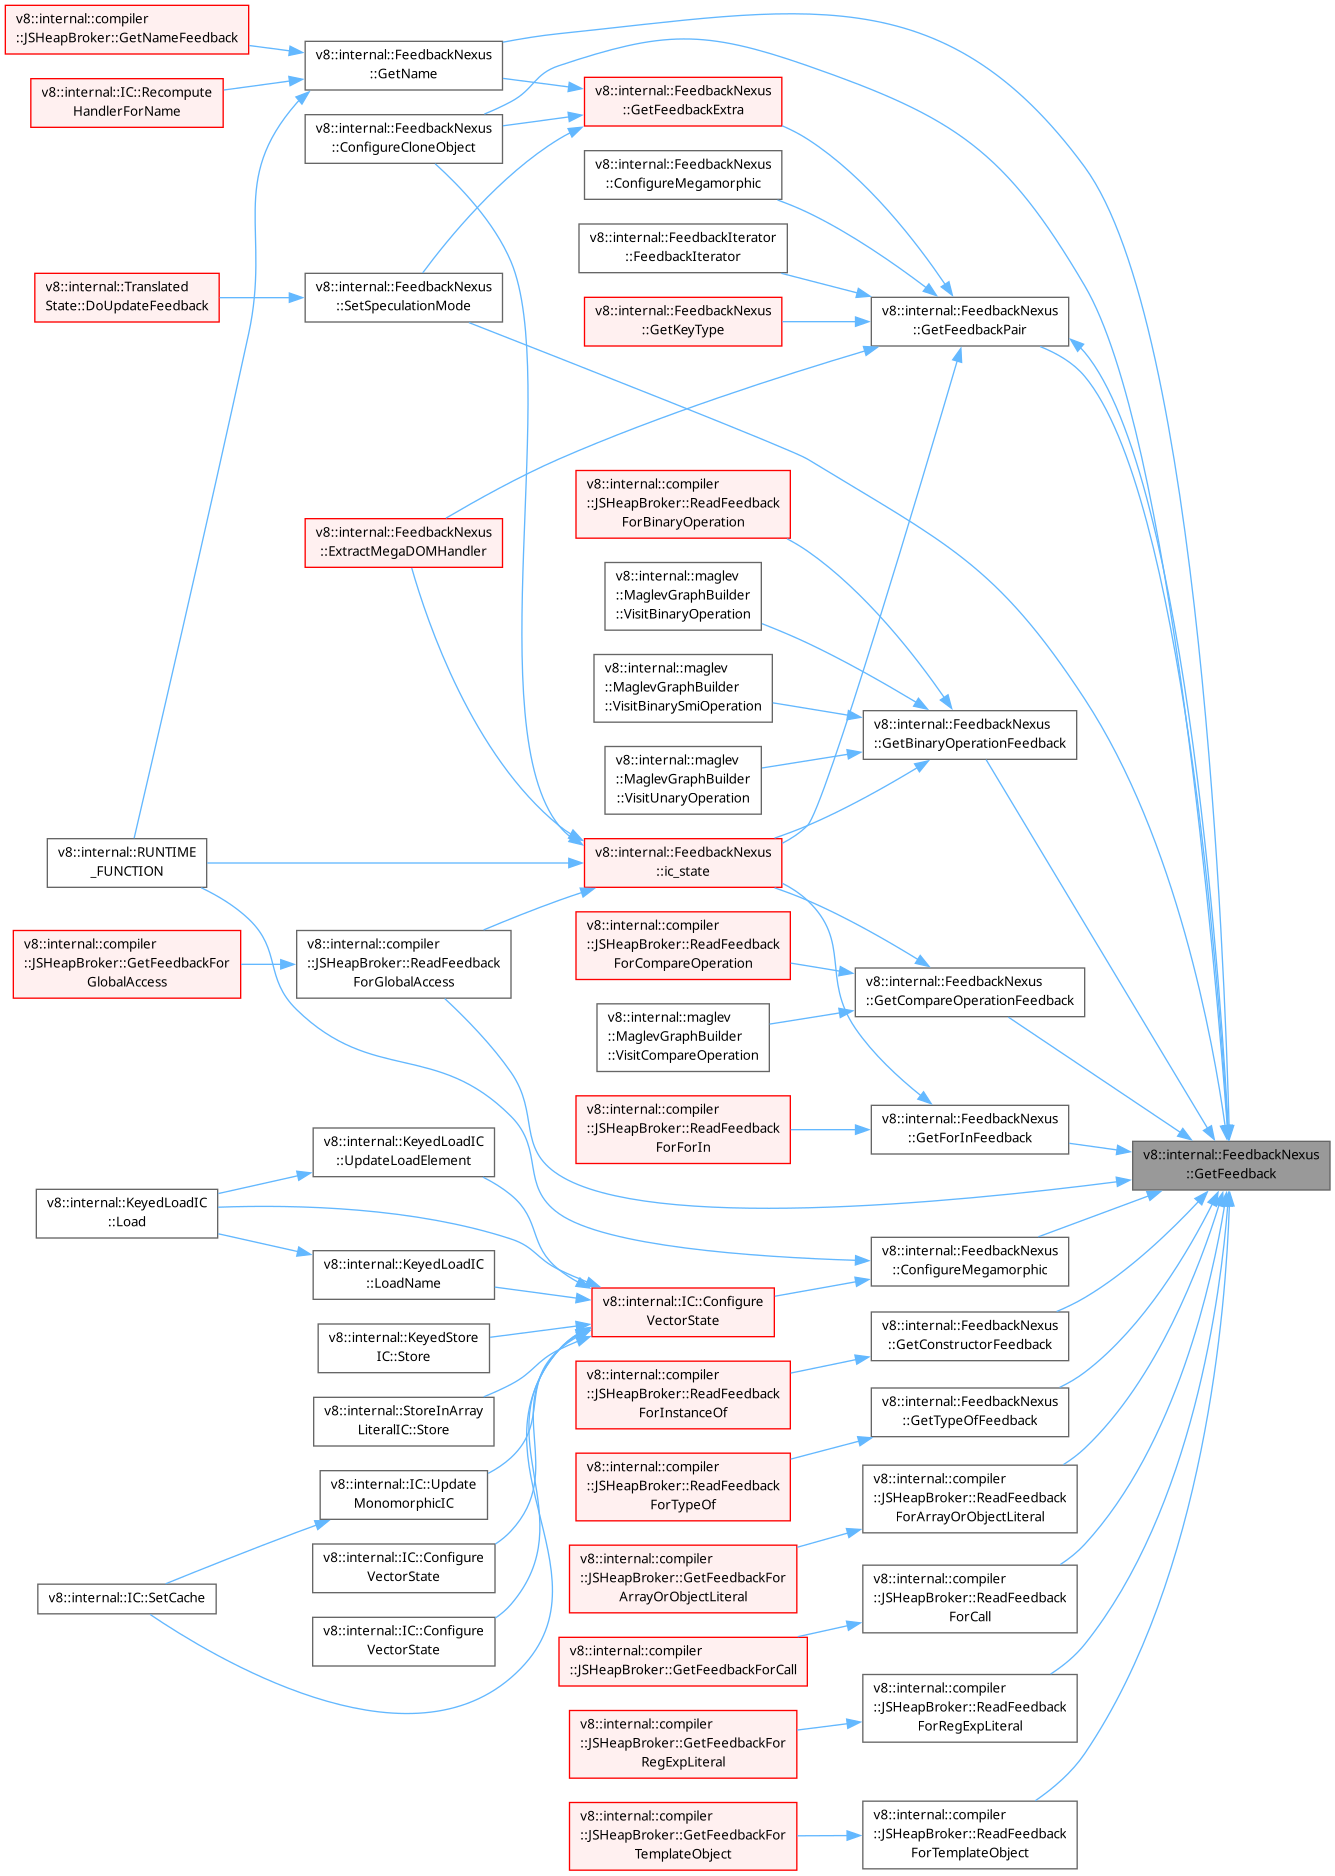 v8::internal::compiler
::JSHeapBroker::GetNameFeedback
v8::internal::IC::Recompute
HandlerForName
v8::internal::Translated
State::DoUpdateFeedback
v8::internal::RUNTIME
_FUNCTION
v8::internal::compiler
::JSHeapBroker::GetFeedbackFor
GlobalAccess
v8::internal::KeyedLoadIC
::Load
v8::internal::IC::SetCache
v8::internal::FeedbackNexus
::GetName
v8::internal::FeedbackNexus
::ConfigureCloneObject
v8::internal::FeedbackNexus
::SetSpeculationMode
v8::internal::FeedbackNexus
::ExtractMegaDOMHandler
v8::internal::compiler
::JSHeapBroker::ReadFeedback
ForGlobalAccess
v8::internal::KeyedLoadIC
::UpdateLoadElement
v8::internal::KeyedLoadIC
::LoadName
v8::internal::KeyedStore
IC::Store
v8::internal::StoreInArray
LiteralIC::Store
v8::internal::IC::Update
MonomorphicIC
v8::internal::IC::Configure
VectorState
v8::internal::IC::Configure
VectorState
v8::internal::FeedbackNexus
::GetFeedbackExtra
v8::internal::FeedbackNexus
::ConfigureMegamorphic
v8::internal::FeedbackIterator
::FeedbackIterator
v8::internal::FeedbackNexus
::GetKeyType
v8::internal::compiler
::JSHeapBroker::ReadFeedback
ForBinaryOperation
v8::internal::maglev
::MaglevGraphBuilder
::VisitBinaryOperation
v8::internal::maglev
::MaglevGraphBuilder
::VisitBinarySmiOperation
v8::internal::maglev
::MaglevGraphBuilder
::VisitUnaryOperation
v8::internal::FeedbackNexus
::ic_state
v8::internal::compiler
::JSHeapBroker::ReadFeedback
ForCompareOperation
v8::internal::maglev
::MaglevGraphBuilder
::VisitCompareOperation
v8::internal::compiler
::JSHeapBroker::ReadFeedback
ForForIn
v8::internal::IC::Configure
VectorState
v8::internal::compiler
::JSHeapBroker::ReadFeedback
ForInstanceOf
v8::internal::compiler
::JSHeapBroker::ReadFeedback
ForTypeOf
v8::internal::compiler
::JSHeapBroker::GetFeedbackFor
ArrayOrObjectLiteral
v8::internal::compiler
::JSHeapBroker::GetFeedbackForCall
v8::internal::compiler
::JSHeapBroker::GetFeedbackFor
RegExpLiteral
v8::internal::compiler
::JSHeapBroker::GetFeedbackFor
TemplateObject
v8::internal::FeedbackNexus
::GetFeedbackPair
v8::internal::FeedbackNexus
::GetBinaryOperationFeedback
v8::internal::FeedbackNexus
::GetCompareOperationFeedback
v8::internal::FeedbackNexus
::GetForInFeedback
v8::internal::FeedbackNexus
::ConfigureMegamorphic
v8::internal::FeedbackNexus
::GetConstructorFeedback
v8::internal::FeedbackNexus
::GetTypeOfFeedback
v8::internal::compiler
::JSHeapBroker::ReadFeedback
ForArrayOrObjectLiteral
v8::internal::compiler
::JSHeapBroker::ReadFeedback
ForCall
v8::internal::compiler
::JSHeapBroker::ReadFeedback
ForRegExpLiteral
v8::internal::compiler
::JSHeapBroker::ReadFeedback
ForTemplateObject
v8::internal::FeedbackNexus
::GetFeedback